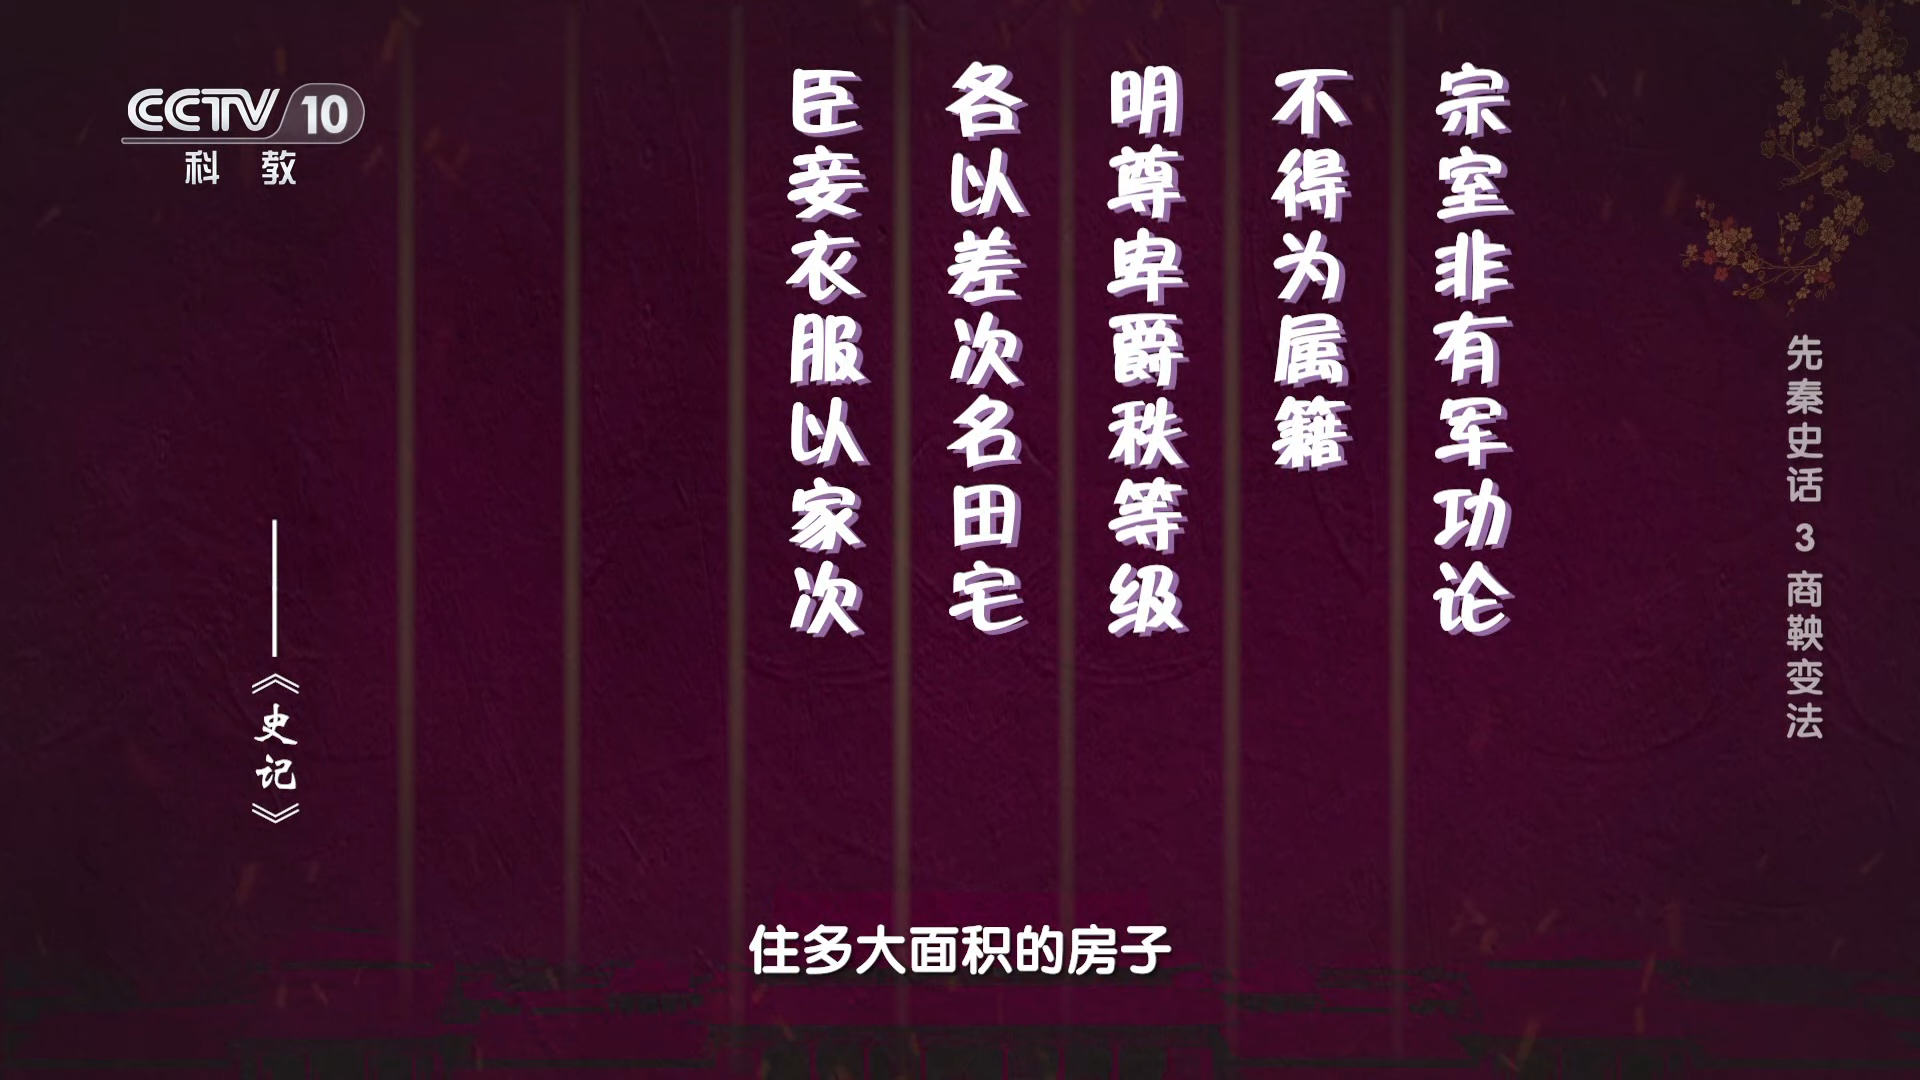 CCTV 10
科教
宗室非有军功论
不得为属籍
明尊卑爵秩等级
各以差次名田宅
臣妾衣服以家次
——《史记》
先秦史话 3 商鞅变法
住多大面积的房子